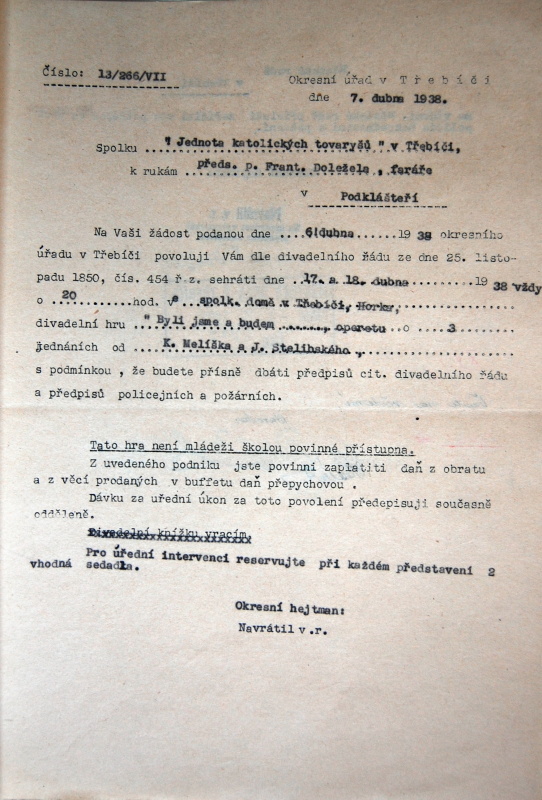 Číslo: 13/266/VII
Okresní úřad v Třebíči
dňe 7. dubna 1938.
Spolku "Jednota katolických tovaryšů" v Třebíči,
k rukám předs. p. Frant. Doležele, faráře
v Podklášteří
Na Vaši žádost podanou dne 6. dubna 1938 okresního
úřadu v Třebíči povoluji Vám dle divadelního řádu ze dne 25. listo-
padu 1850, čís. 454 ř.z. sehráti dne 17. a 18. dubna 1938 vždy
o 20 hod. ve spolk. domě v Třebíči, Horka,
divadelní hru "Byli jsme a budem ...., operetu o 3
jednáních od K. Melíška a J. Stelibského,
s podmínkou, že budete přísně dbáti předpisů cit. divadelního řádu
a předpisů policejních a požárních.
Tato hra není mládeži školou povinné přístupna.
Z uvedeného podniku jste povinni zaplatiti daň z obratu
a z věcí prodaných v buffetu daň přepychovou.
Dávku za uřední úkon za toto povolení předepisuji současně
odděleně.
Divadelní knížku vracím.
Pro úřední intervenci reservujte při každém představení 2
vhodná sedadla.
Okresní hejtman:
Navrátil v.r.